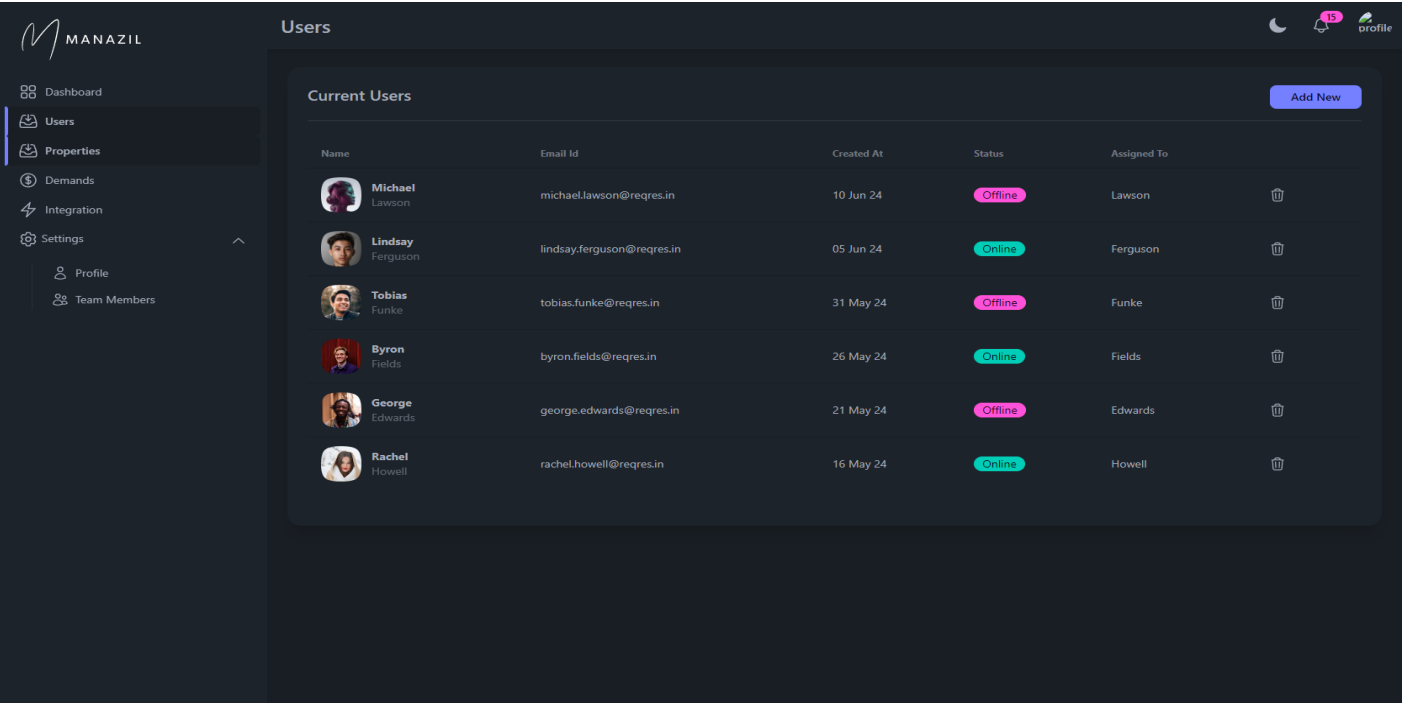 MANAZIL
Users
15
profile
Dashboard
Users
Properties
Demands
Integration
Settings
Profile
Team Members
Current Users
Add New
Name Email Id Created At Status Assigned To
Michael
Lawson
michael.lawson@reqres.in 10 Jun 24 Offline Lawson
Lindsay
Ferguson
lindsay.ferguson@reqres.in 05 Jun 24 Online Ferguson
Tobias
Funke
tobias.funke@reqres.in 31 May 24 Offline Funke
Byron
Fields
byron.fields@reqres.in 26 May 24 Online Fields
George
Edwards
george.edwards@reqres.in 21 May 24 Offline Edwards
Rachel
Howell
rachel.howell@reqres.in 16 May 24 Online Howell